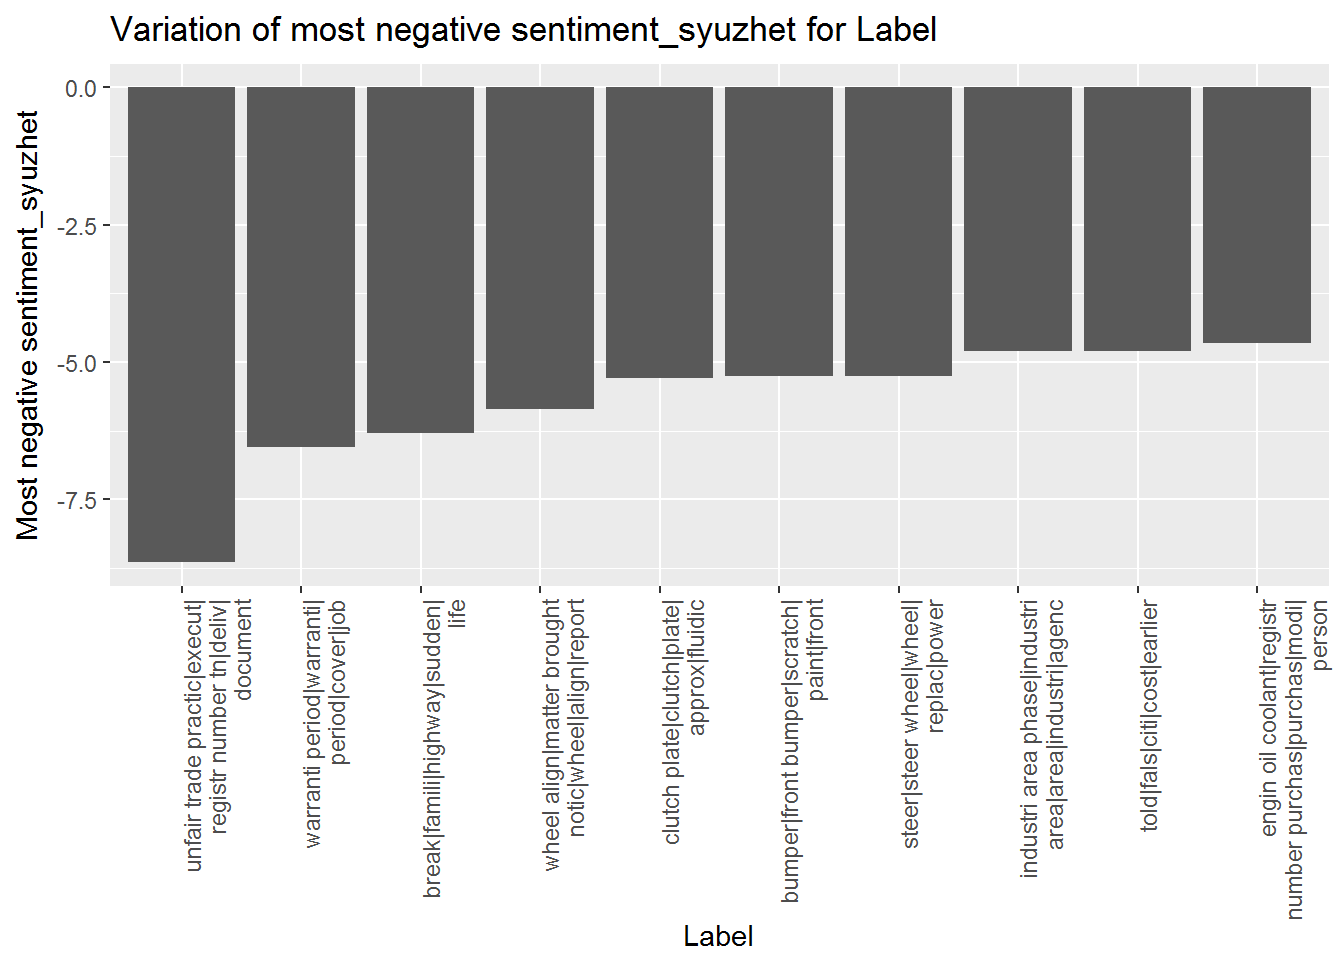 Variation of most negative sentiment_syuzhet for Label
Most negative sentiment_syuzhet
0.0
-2.5
-5.0
-7.5
unfair trade practic|execut|
registr number tn|deliv|
document
warranti period|warranti|
period|cover|job
break|famili|highway|sudden|
life
wheel align|matter brought
notic|wheel|align|report
clutch plate|clutch|plate|
approx|fluidic
bumper|front bumper|scratch|
paint|front
steer|steer wheel|wheel|
replac|power
industri area phase|industri
area|area|industri|agenc
told|fals|citi|cost|earlier
engin oil coolant|registr
number purchas|purchas|modi|
person
Label